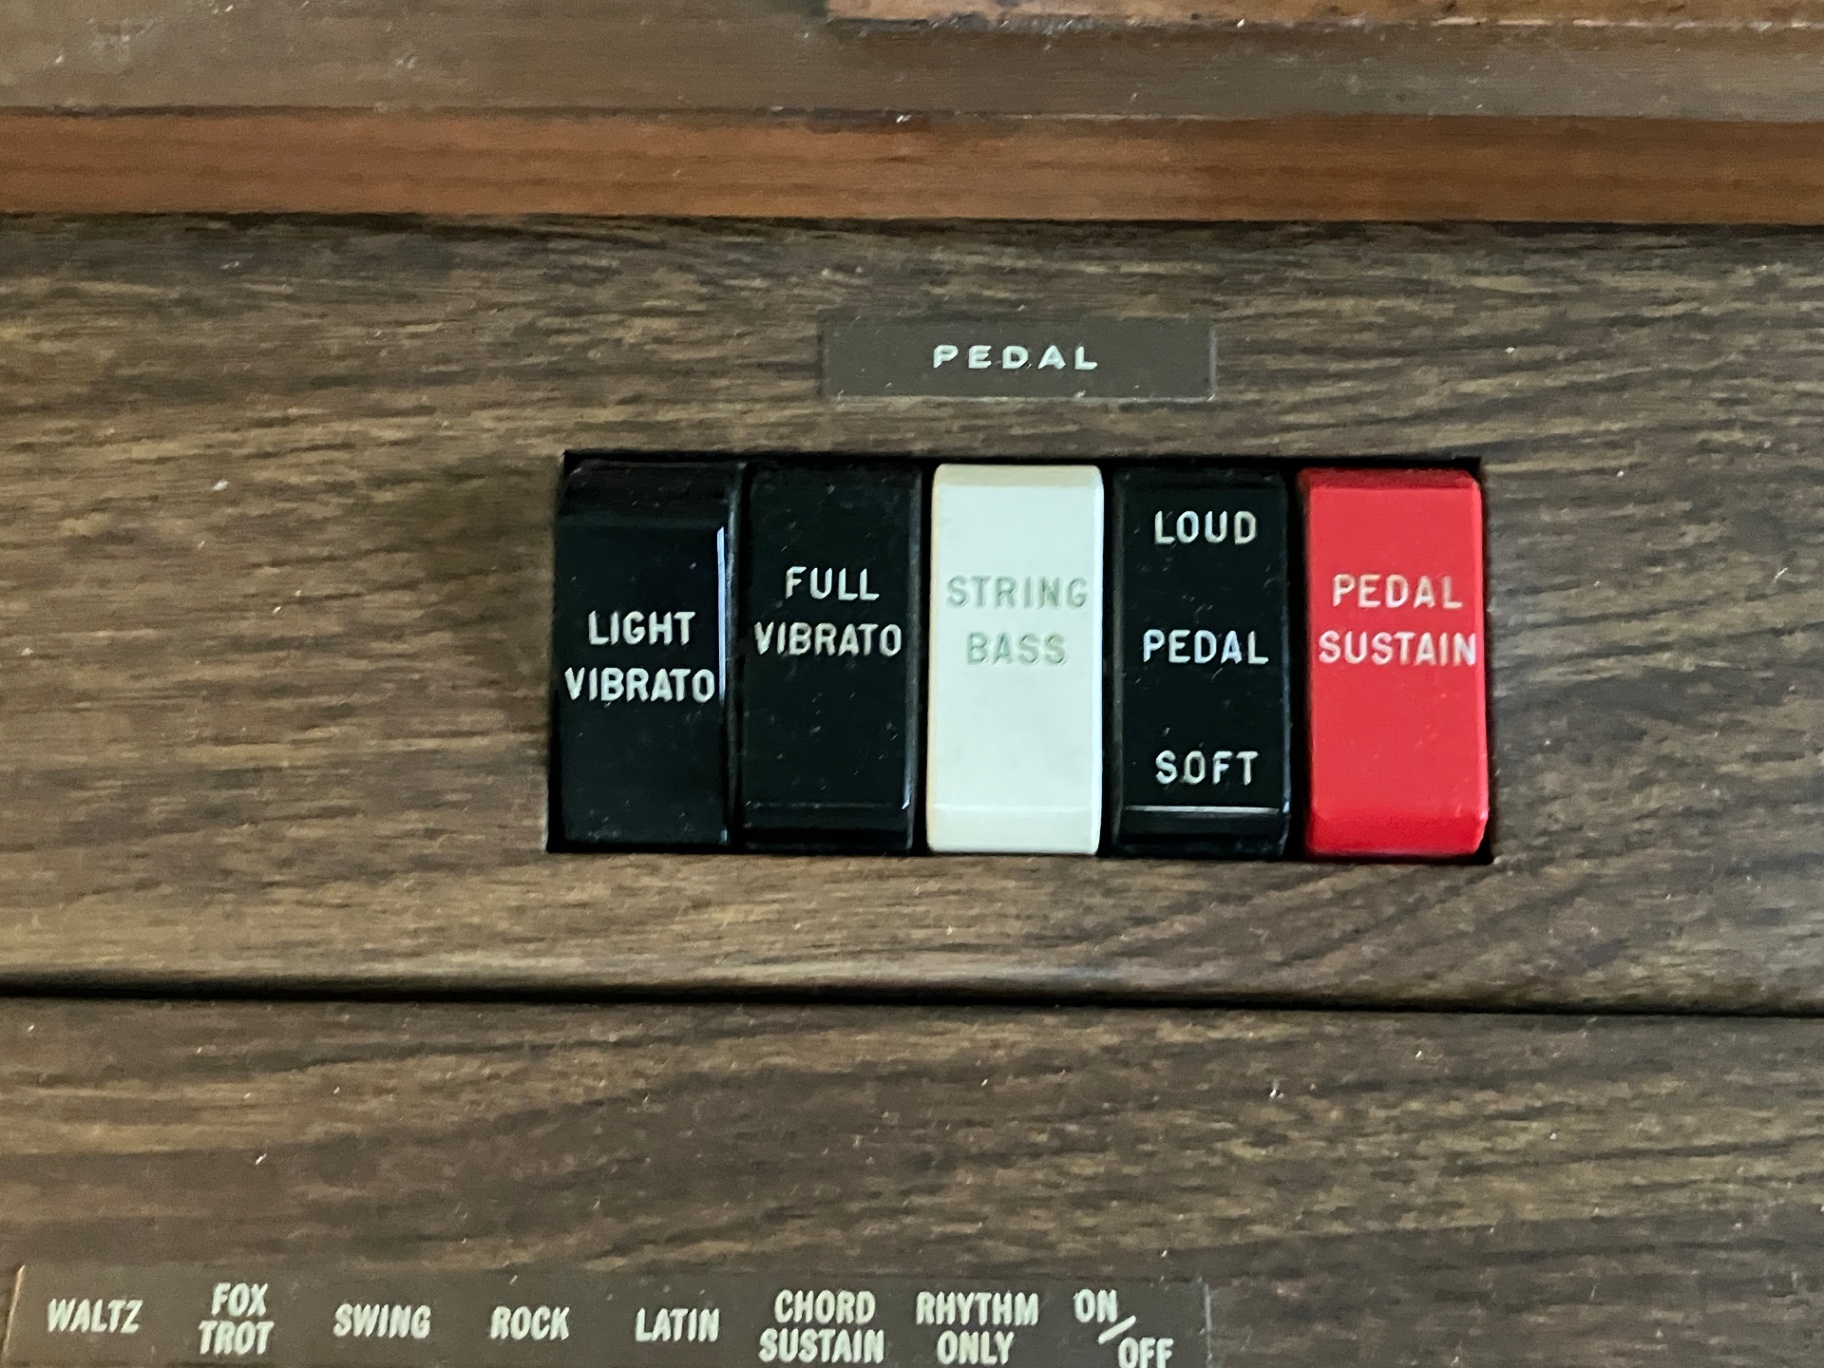 PEDAL
LIGHT
VIBRATO
FULL
VIBRATO
STRING
BASS
LOUD
PEDAL
SOFT
PEDAL
SUSTAIN
WALTZ
FOX
TROT
SWING
ROCK
LATIN
CHORD
SUSTAIN
RHYTHM
ONLY
ON/OFF